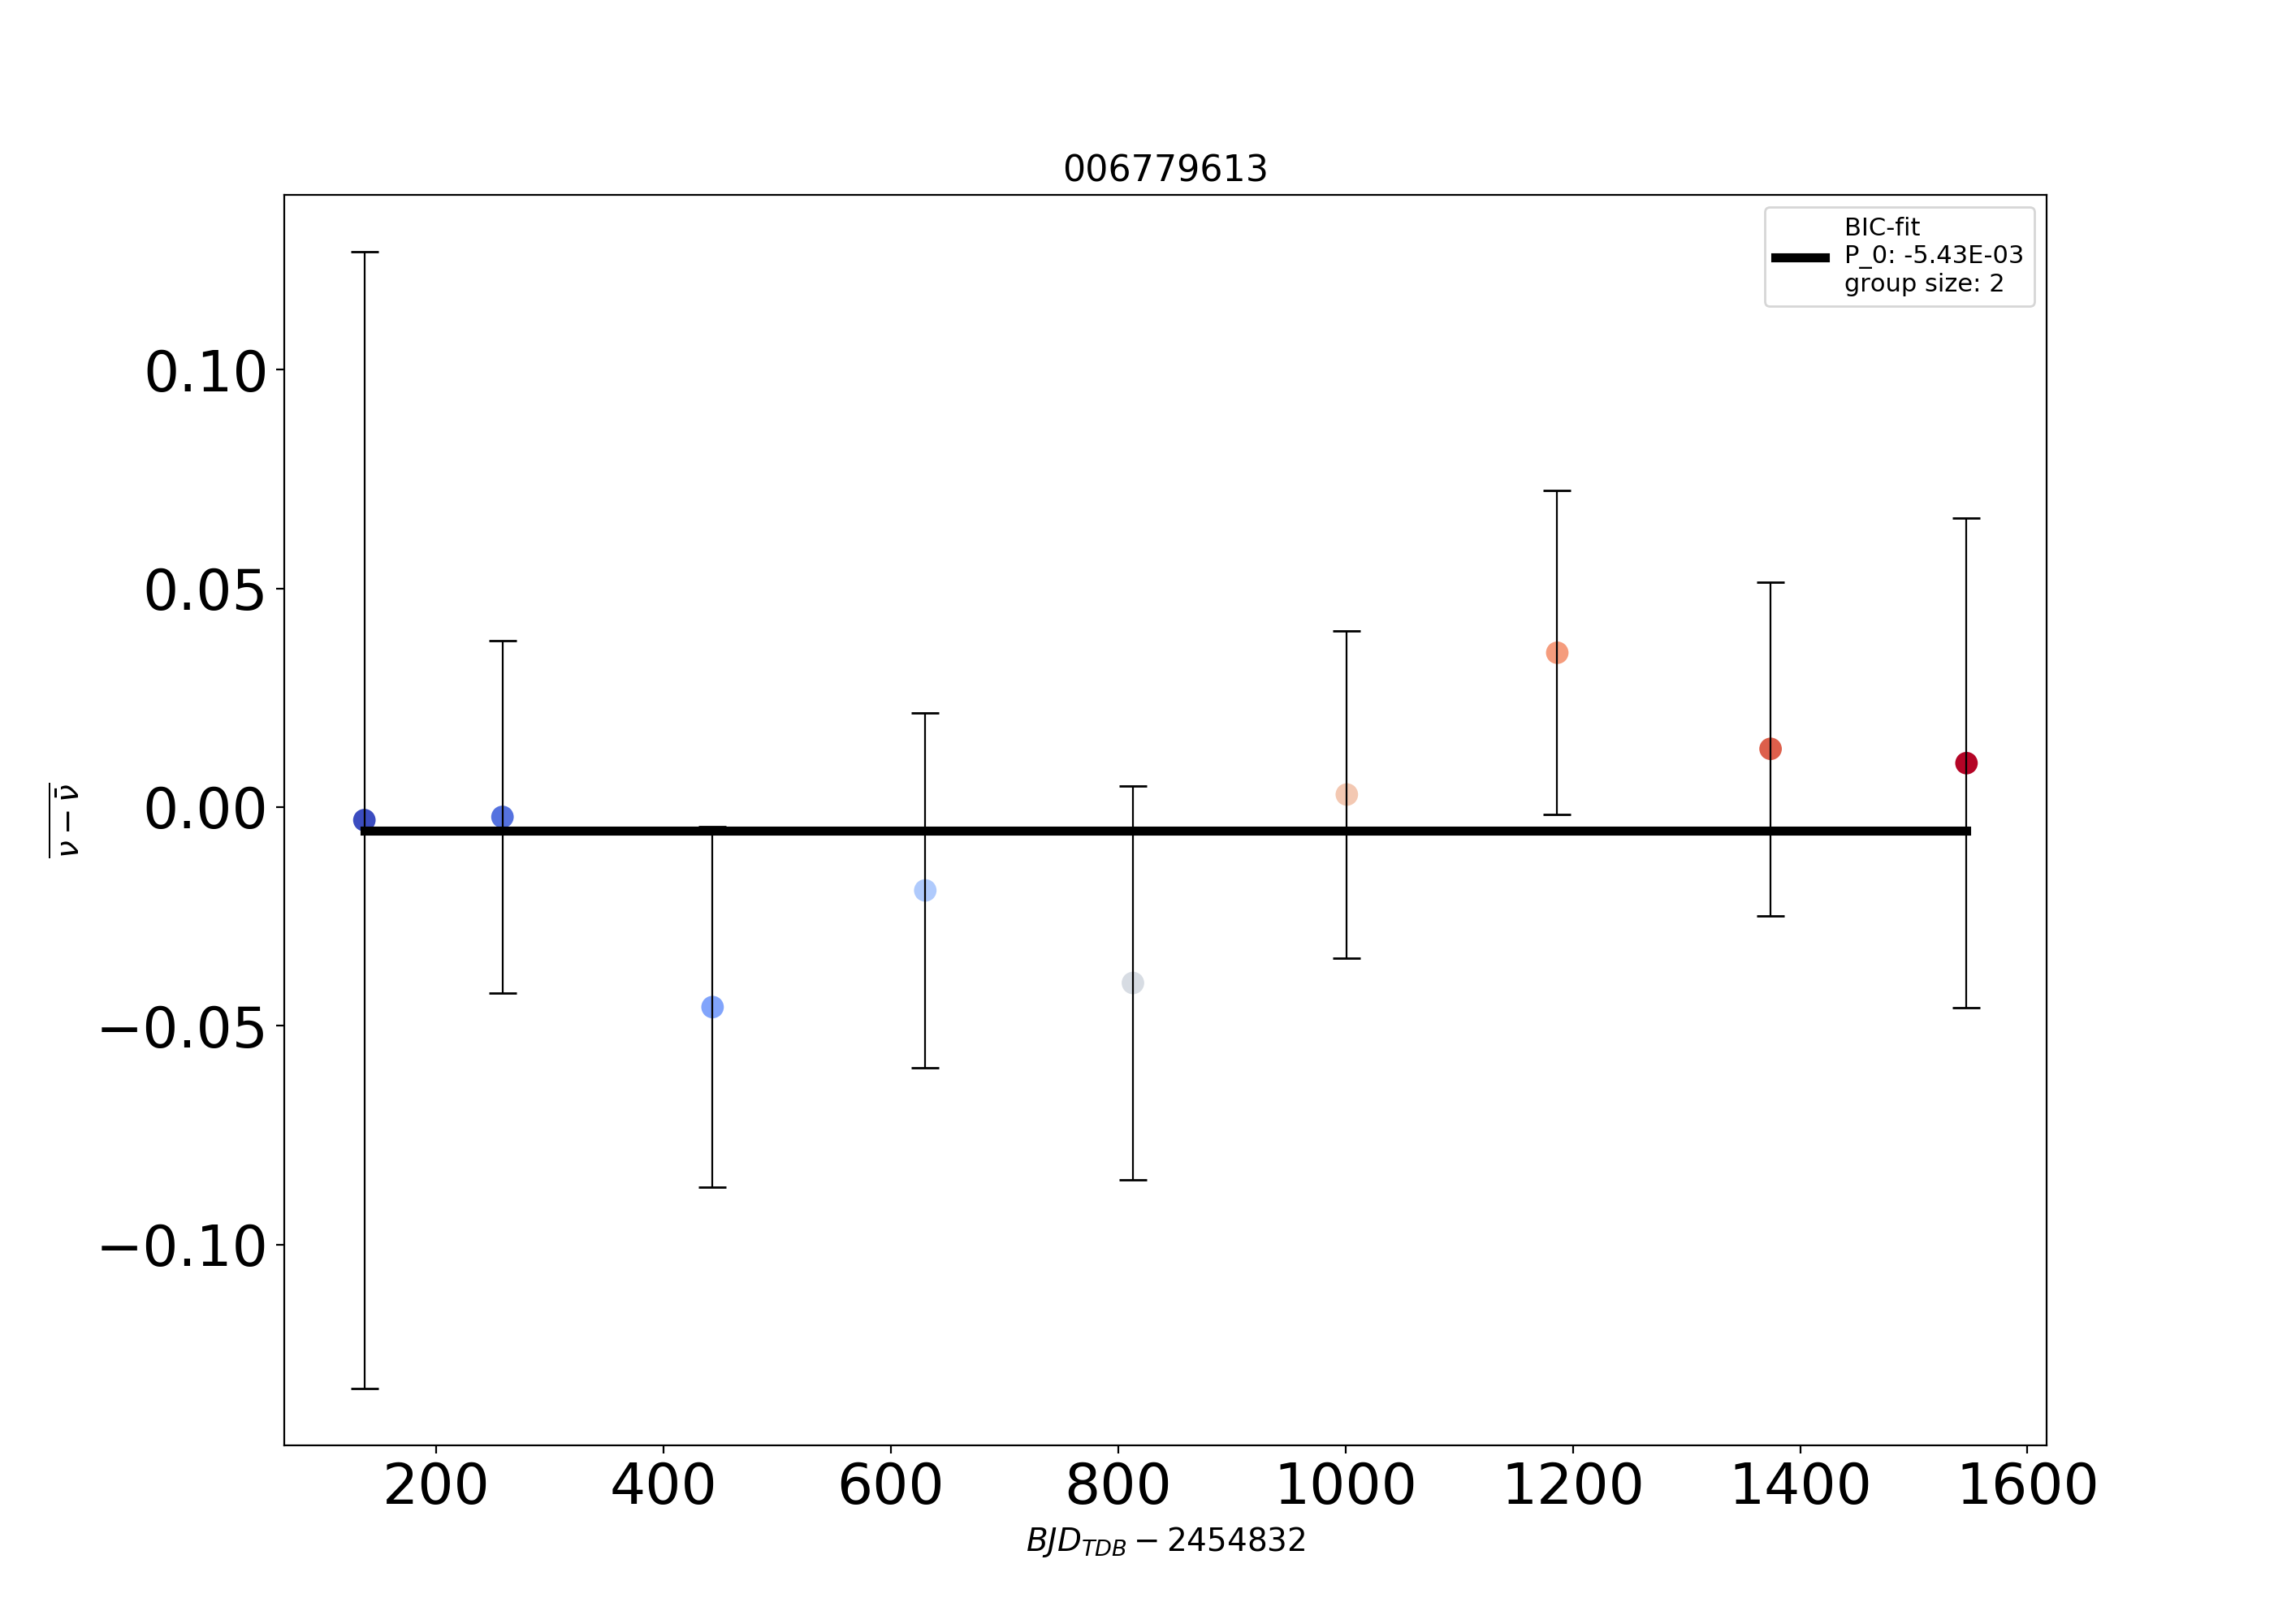 006779613
BIC-fit
P_0: -5.43E-03
group size: 2
0.10
0.05
0.00
−0.05
−0.10
ν − ν̄
200 400 600 800 1000 1200 1400 1600
BJD_TDB − 2454832